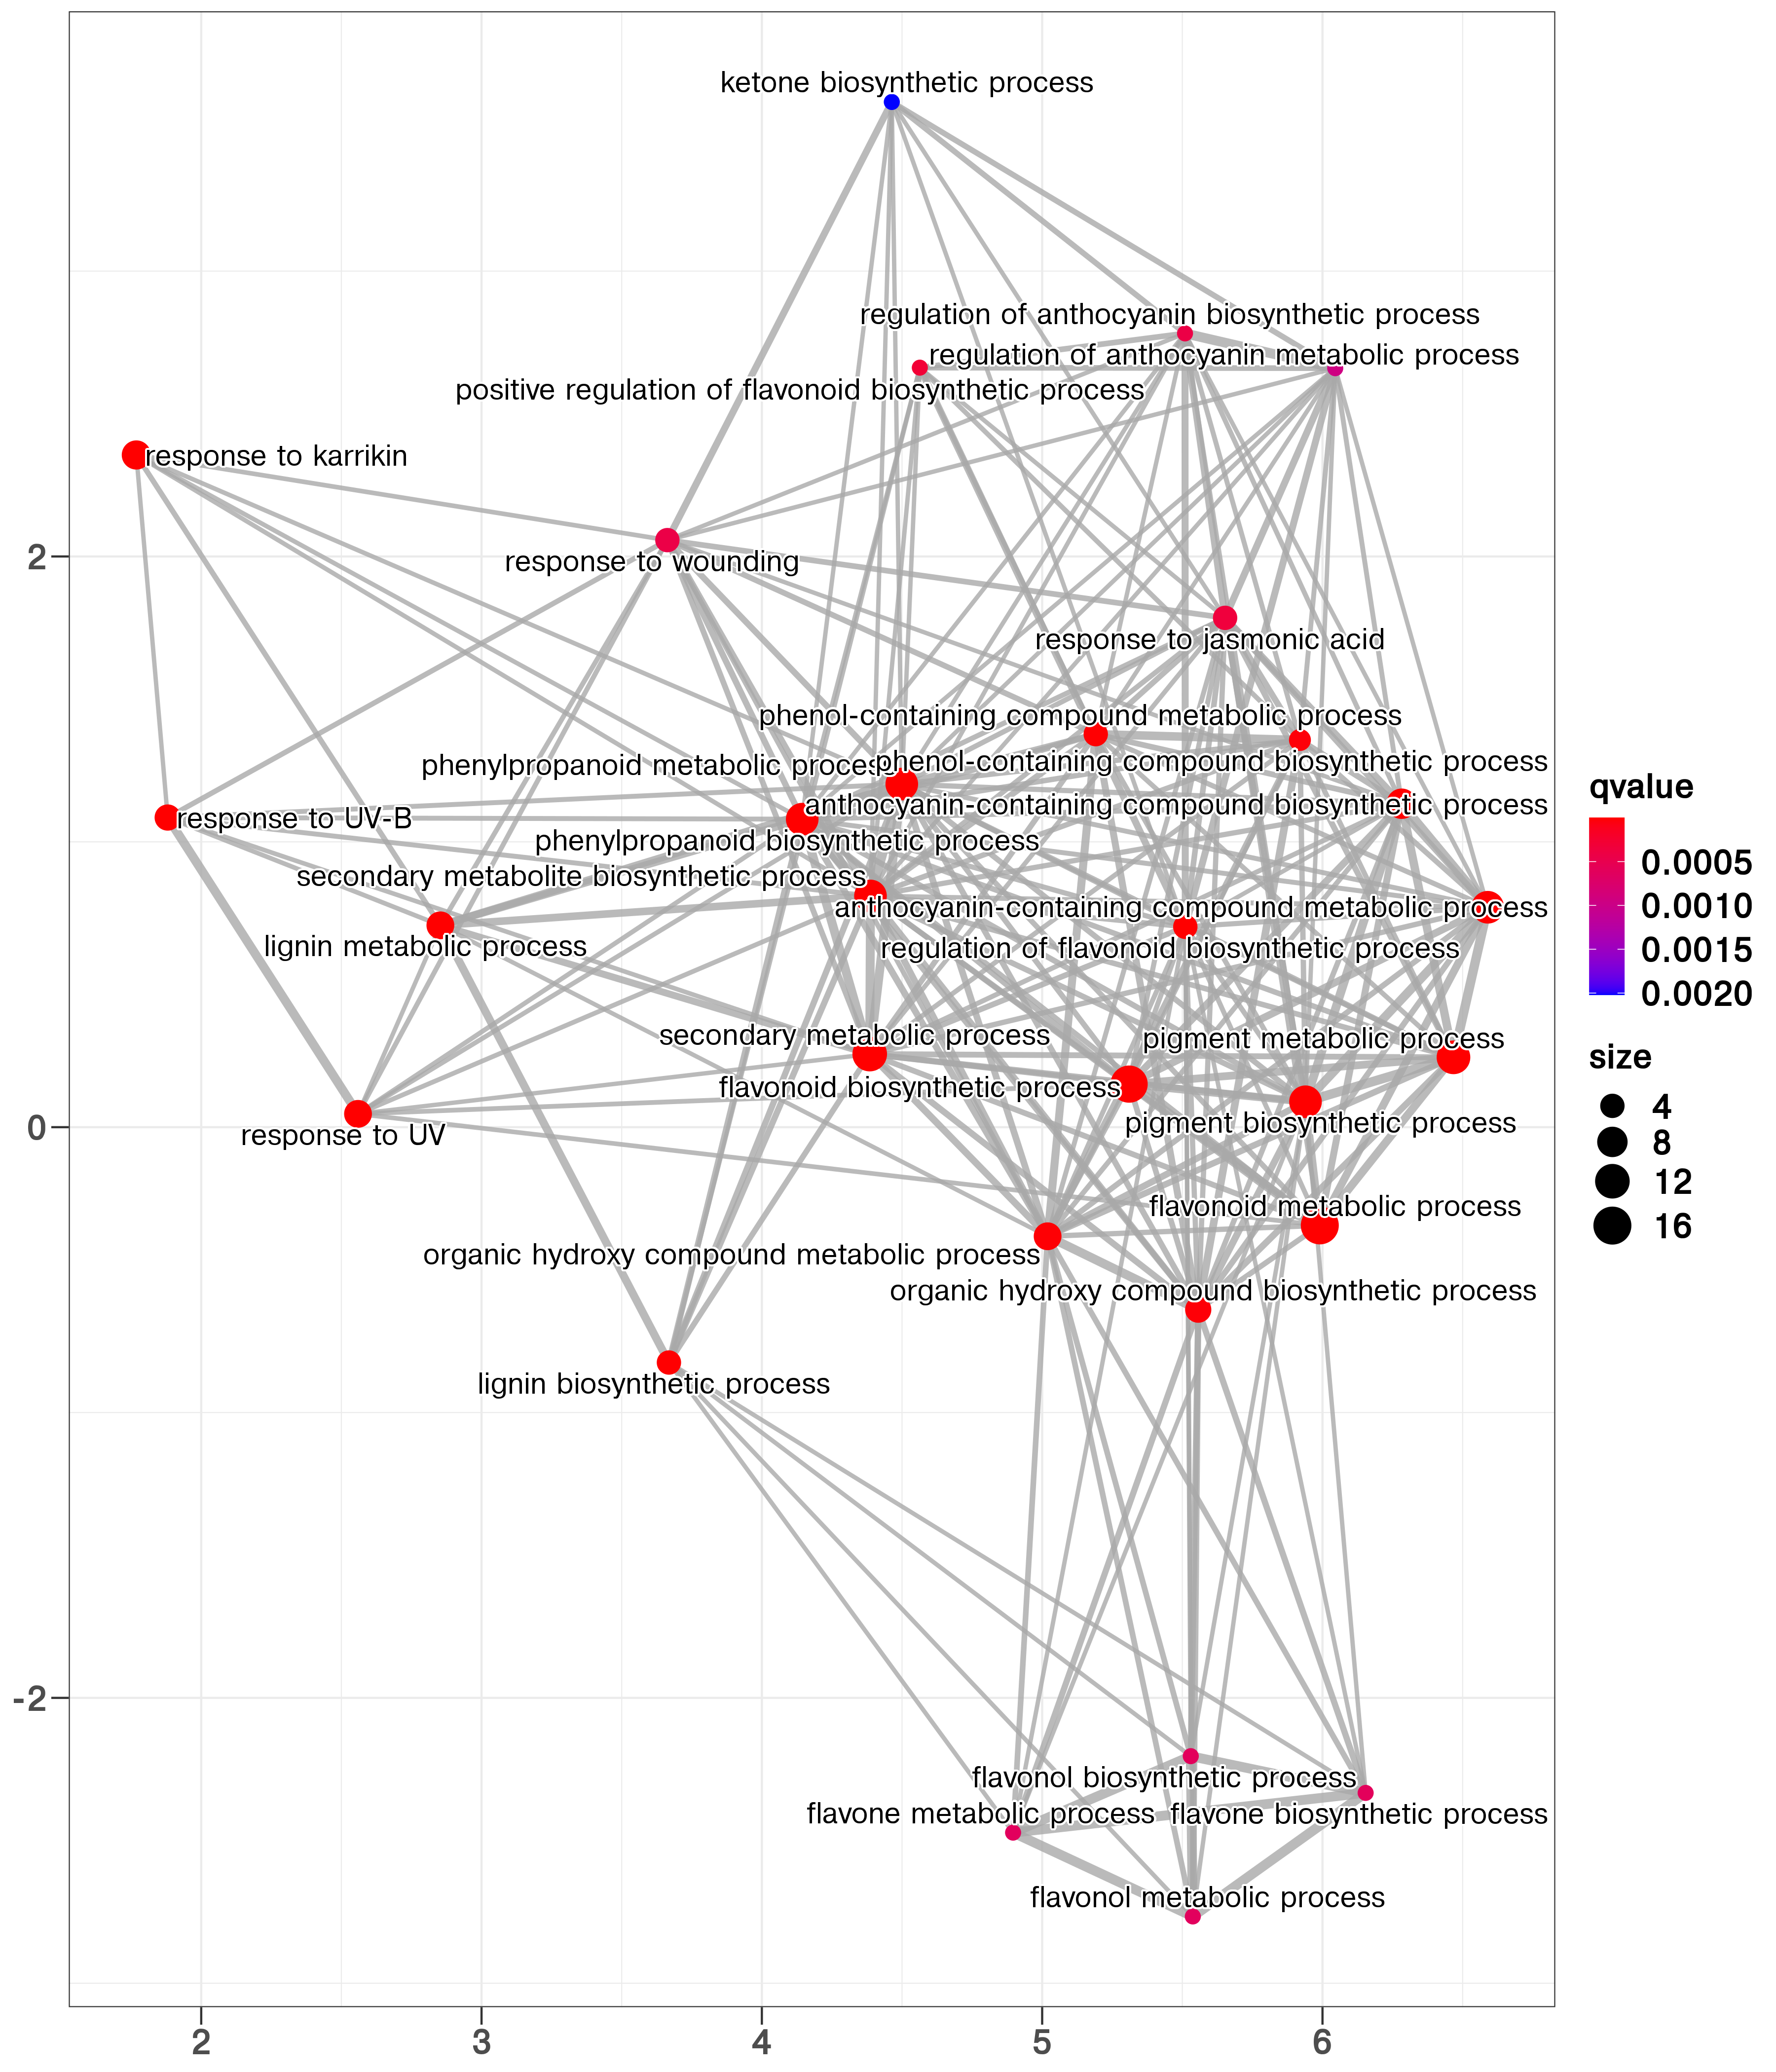 ketone biosynthetic process
regulation of anthocyanin biosynthetic process
regulation of anthocyanin metabolic process
positive regulation of flavonoid biosynthetic process
response to karrikin
2
response to wounding
response to jasmonic acid
phenol-containing compound metabolic process
phenylpropanoid metabolic process
phenol-containing compound biosynthetic process
anthocyanin-containing compound biosynthetic process
response to UV-B
phenylpropanoid biosynthetic process
secondary metabolite biosynthetic process
anthocyanin-containing compound metabolic process
lignin metabolic process
regulation of flavonoid biosynthetic process
secondary metabolic process
pigment metabolic process
flavonoid biosynthetic process
0
response to UV
pigment biosynthetic process
flavonoid metabolic process
organic hydroxy compound metabolic process
organic hydroxy compound biosynthetic process
lignin biosynthetic process
-2
flavonol biosynthetic process
flavone metabolic process
flavone biosynthetic process
flavonol metabolic process
2 3 4 5 6
qvalue
0.0005
0.0010
0.0015
0.0020
size
4
8
12
16